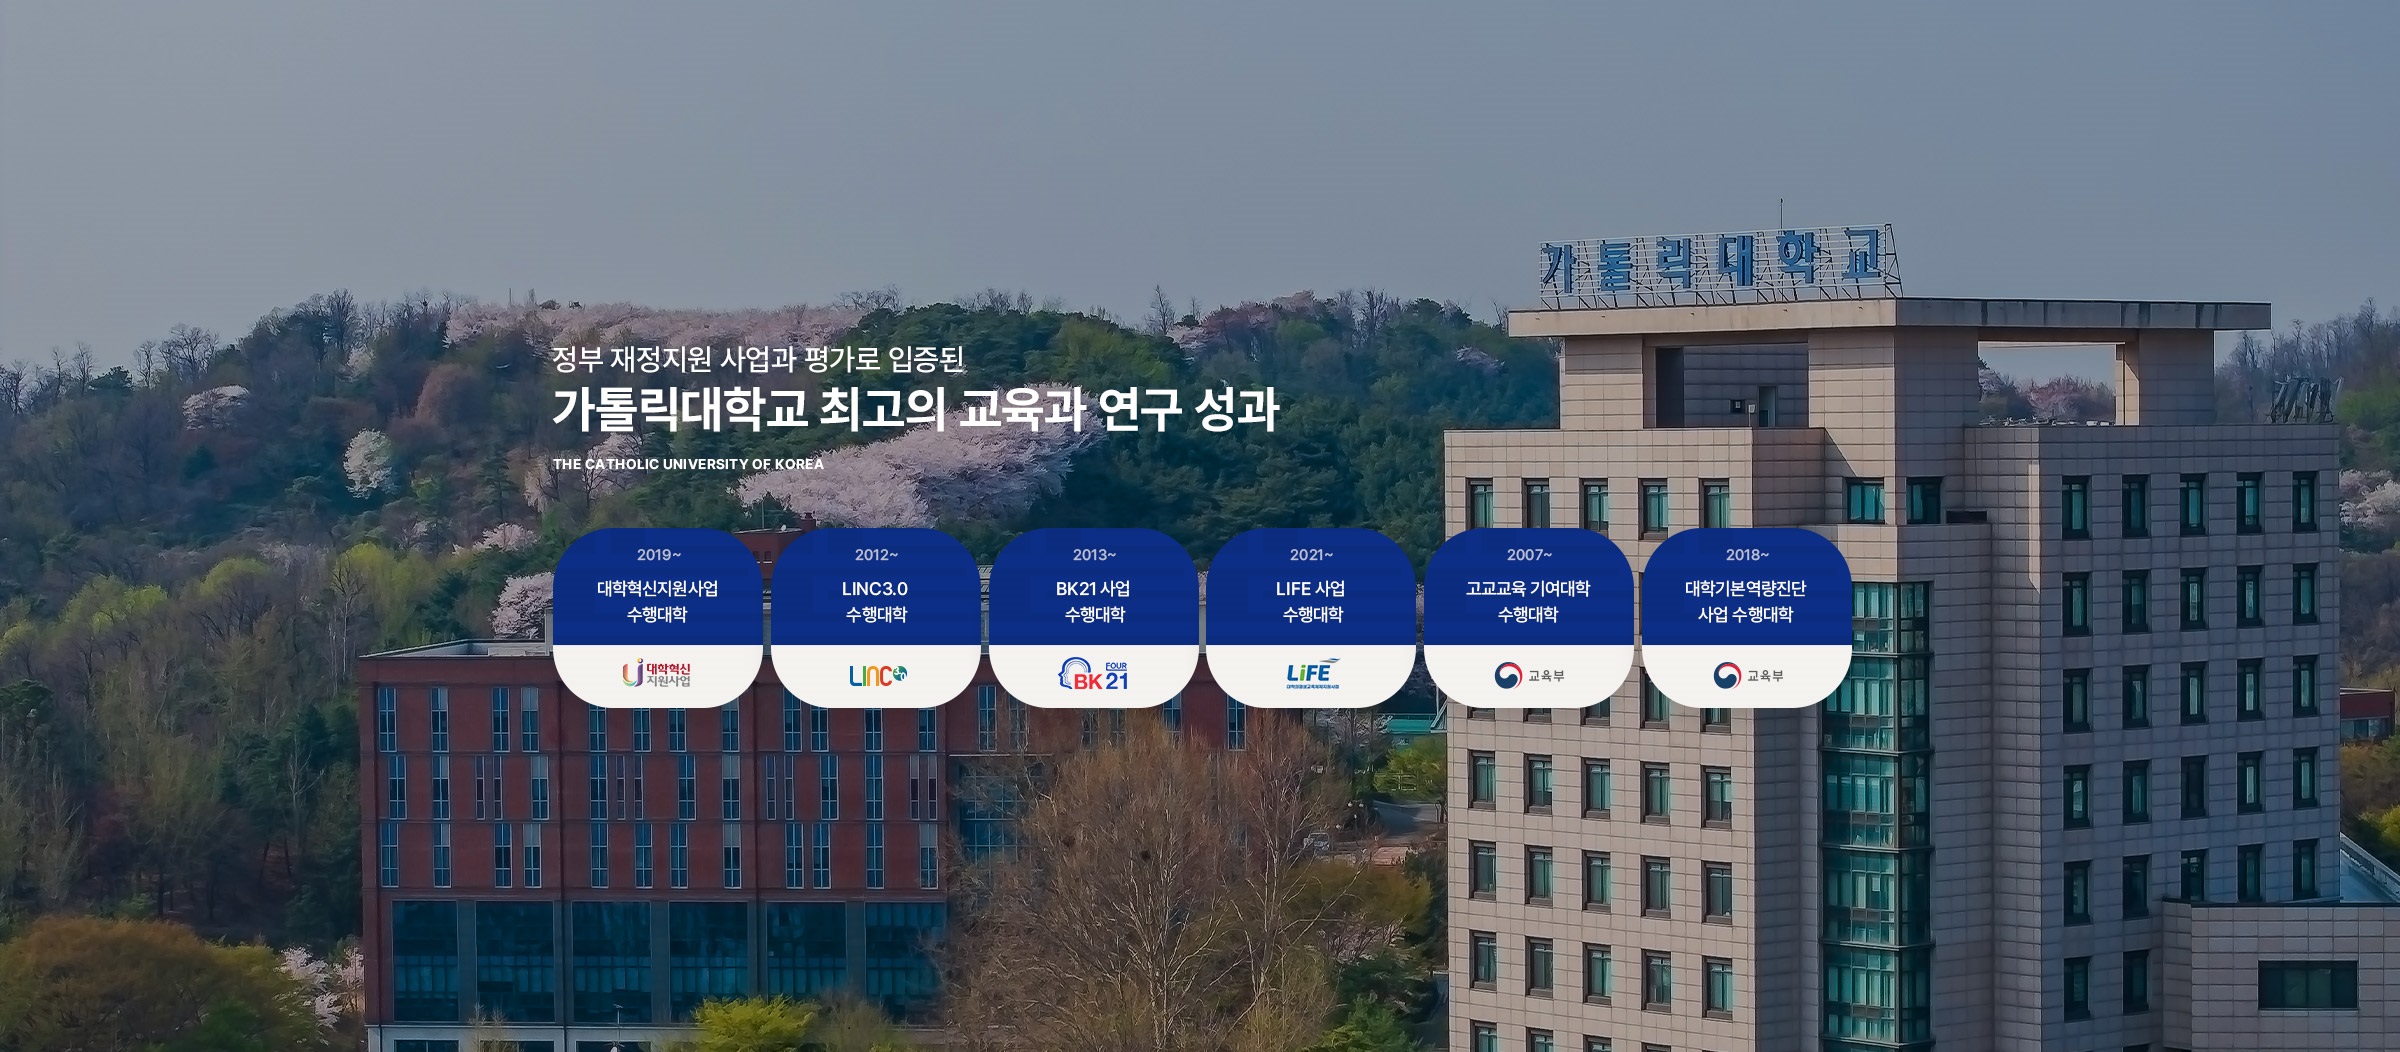 가톨릭대학교
정부 재정지원 사업과 평가로 입증된
가톨릭대학교 최고의 교육과 연구 성과
THE CATHOLIC UNIVERSITY OF KOREA
2019~
대학혁신지원사업
수행대학
대학혁신
지원사업
2012~
LINC3.0
수행대학
LINC 3.0
2013~
BK21 사업
수행대학
FOUR
BK 21
2021~
LIFE 사업
수행대학
LiFE
2007~
고교교육 기여대학
수행대학
교육부
2018~
대학기본역량진단
사업 수행대학
교육부